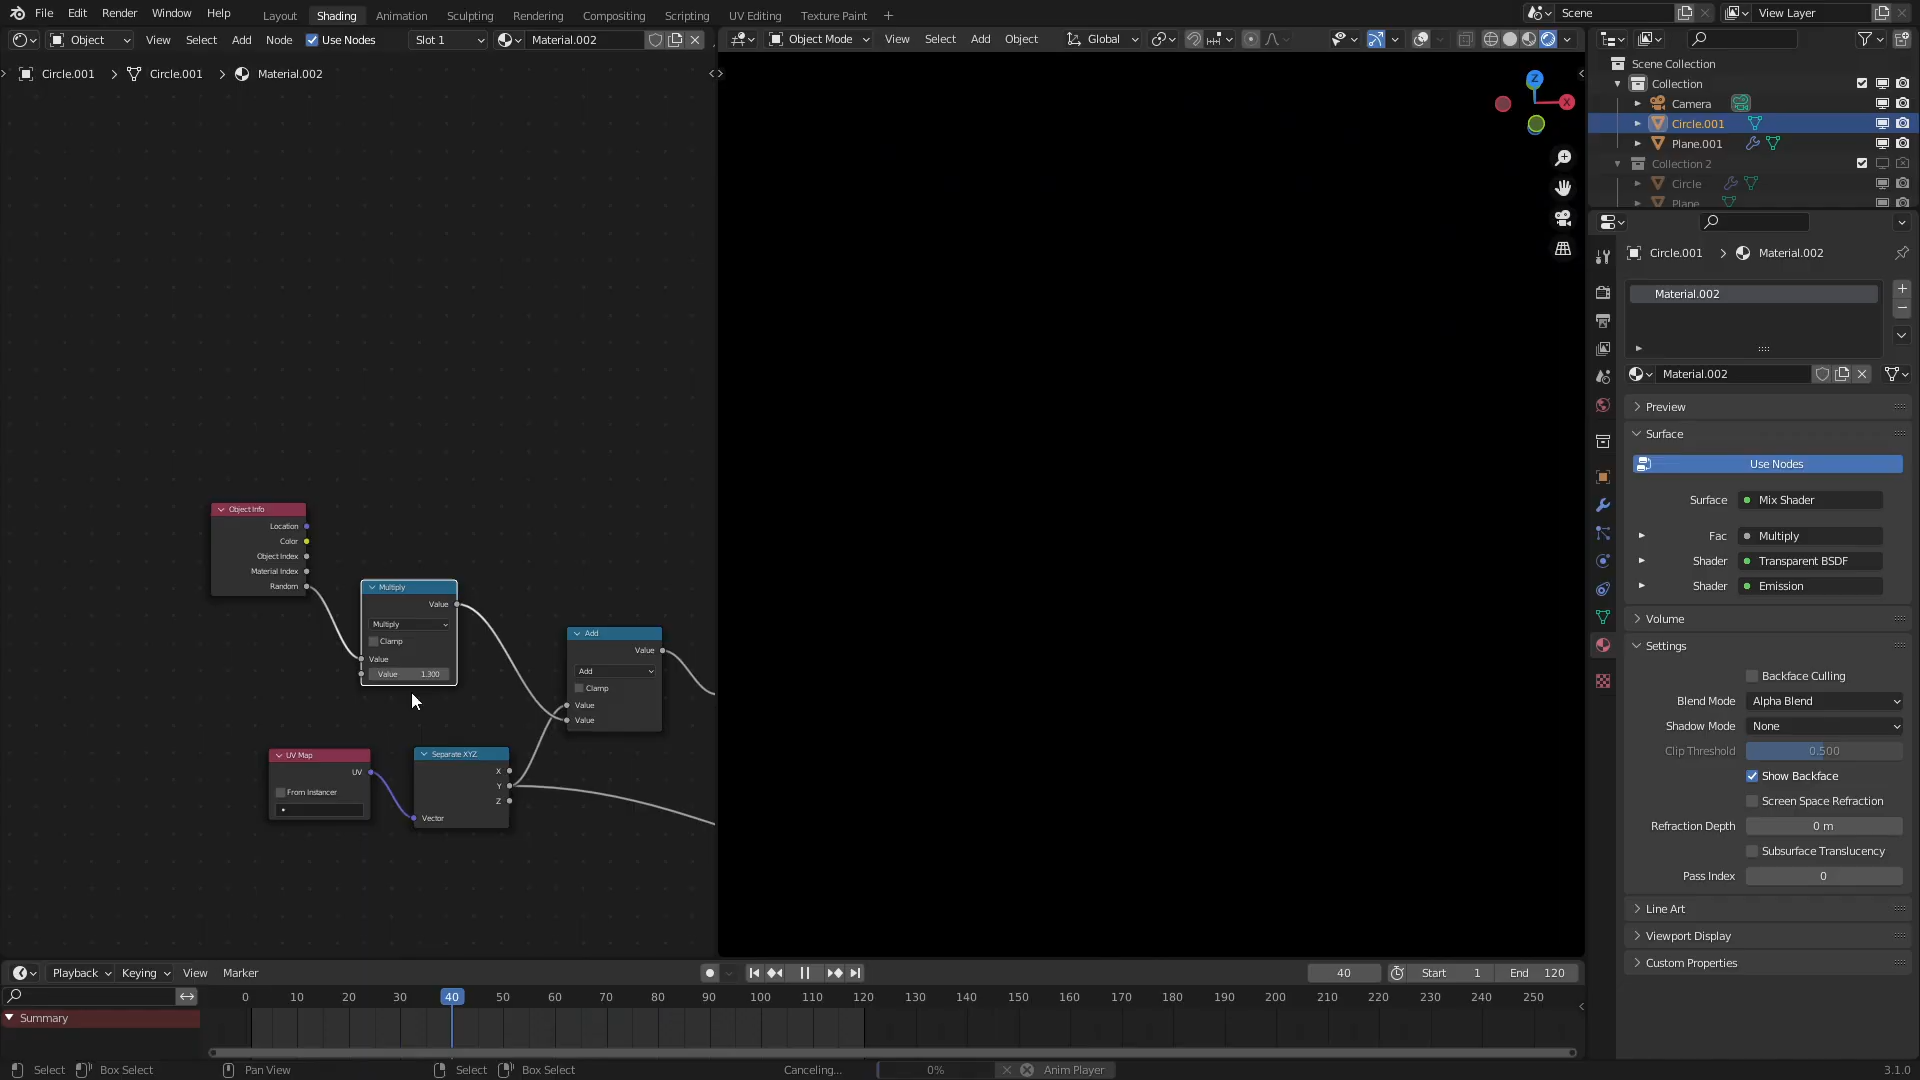 File Edit Render Window Help Layout Shading Animation Sculpting Rendering Compositing Scripting UV Editing Texture Paint + Scene View Layer
Object View Select Add Node Use Nodes Slot 1 Material.002 Object Mode View Select Add Object Global
Circle.001 > Circle.001 > Material.002
Z
X
Scene Collection
Collection
Camera
Circle.001
Plane.001
Collection 2
Circle
Plane
Circle.001 > Material.002
Material.002
Material.002
Preview
Surface
Use Nodes
Surface Mix Shader
Fac Multiply
Shader Transparent BSDF
Shader Emission
Volume
Settings
Backface Culling
Blend Mode Alpha Blend
Shadow Mode None
Clip Threshold 0.500
Show Backface
Screen Space Refraction
Refraction Depth 0 m
Subsurface Translucency
Pass Index 0
Line Art
Viewport Display
Custom Properties
Object Info
Location
Color
Object Index
Material Index
Random
Multiply
Value
Multiply
Clamp
Value
Value 1.300
Add
Value
Add
Clamp
Value
Value
UV Map
UV
From Instancer
Separate XYZ
X
Y
Z
Vector
Playback Keying View Marker 40 Start 1 End 120
0 10 20 30 40 50 60 70 80 90 100 110 120 130 140 150 160 170 180 190 200 210 220 230 240 250
Summary
Select Box Select Pan View Select Box Select Canceling... 0% Anim Player 3.1.0